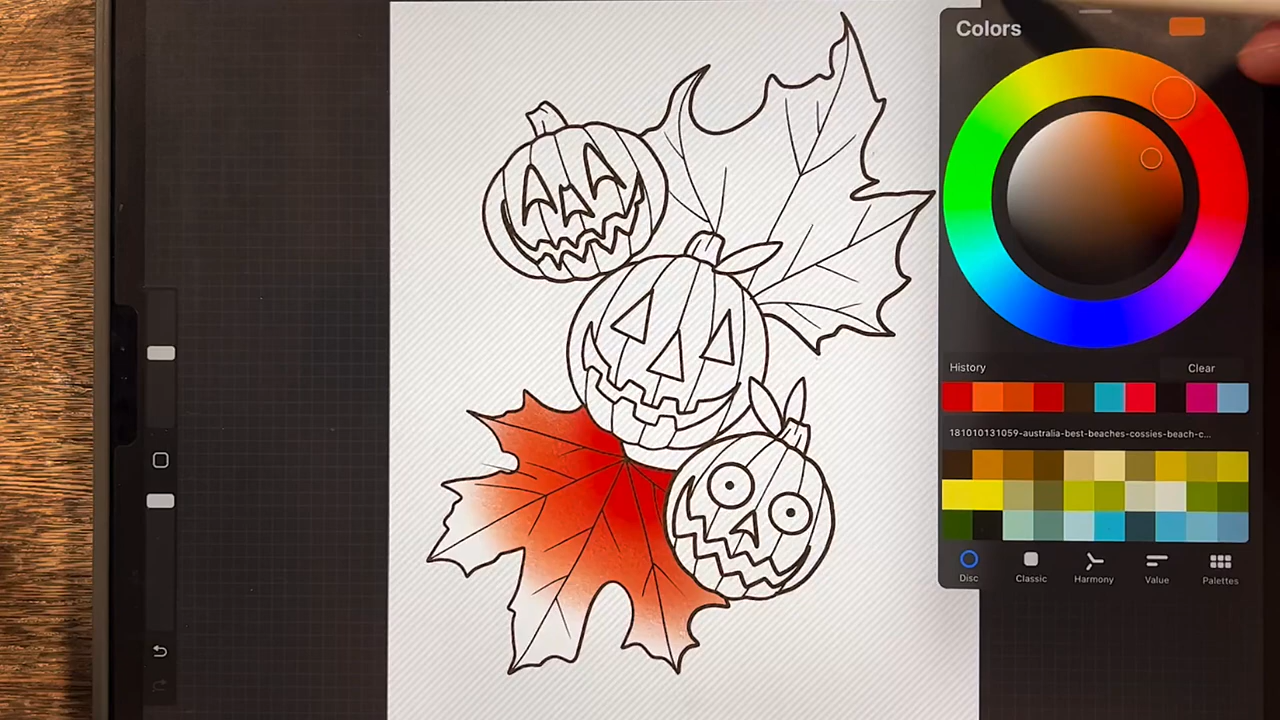 Colors
History Clear
181010131059-australia-best-beaches-cossies-beach-c...
Disc Classic Harmony Value Palettes